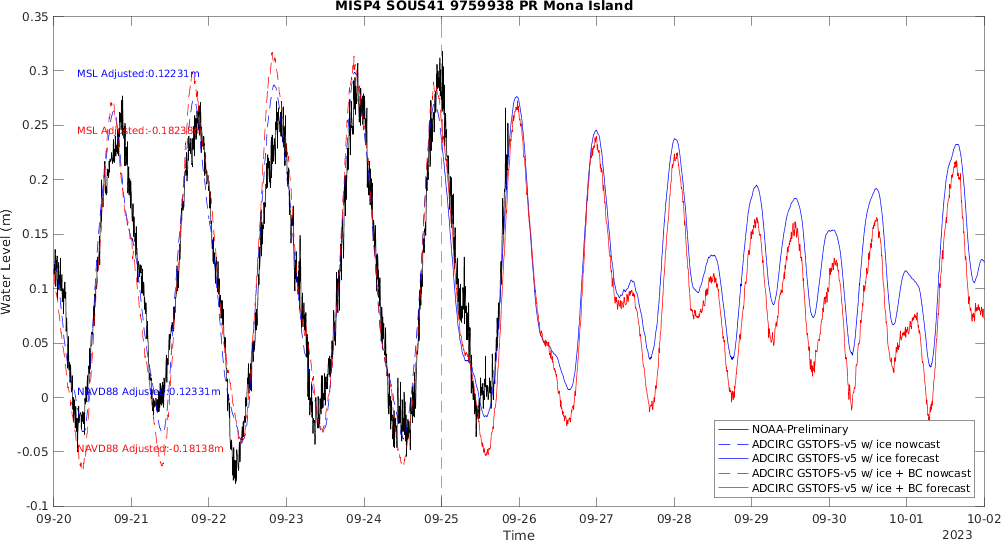 MISP4 SOUS41 9759938 PR Mona Island
0.35
0.3
0.25
0.2
0.15
0.1
0.05
0
-0.05
-0.1
Water Level (m)
MSL Adjusted:0.12231m
MSL Adjusted:-0.18238m
NAVD88 Adjusted:0.12331m
NAVD88 Adjusted:-0.18138m
NOAA-Preliminary
ADCIRC GSTOFS-v5 w/ ice nowcast
ADCIRC GSTOFS-v5 w/ ice forecast
ADCIRC GSTOFS-v5 w/ ice + BC nowcast
ADCIRC GSTOFS-v5 w/ ice + BC forecast
09-20 09-21 09-22 09-23 09-24 09-25 09-26 09-27 09-28 09-29 09-30 10-01 10-02
Time
2023